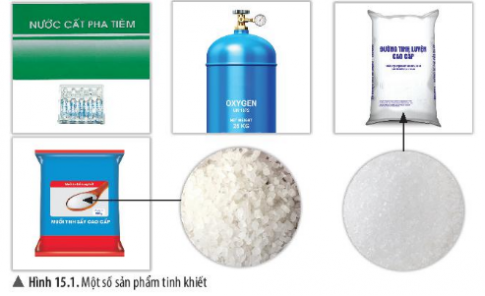 NƯỚC CẤT PHA TIÊM
OXYGEN
25 KG
ĐƯỜNG TINH LUYỆN
CAO CẤP
MUỐI TINH SẤY CAO CẤP
▲ Hình 15.1. Một số sản phẩm tinh khiết